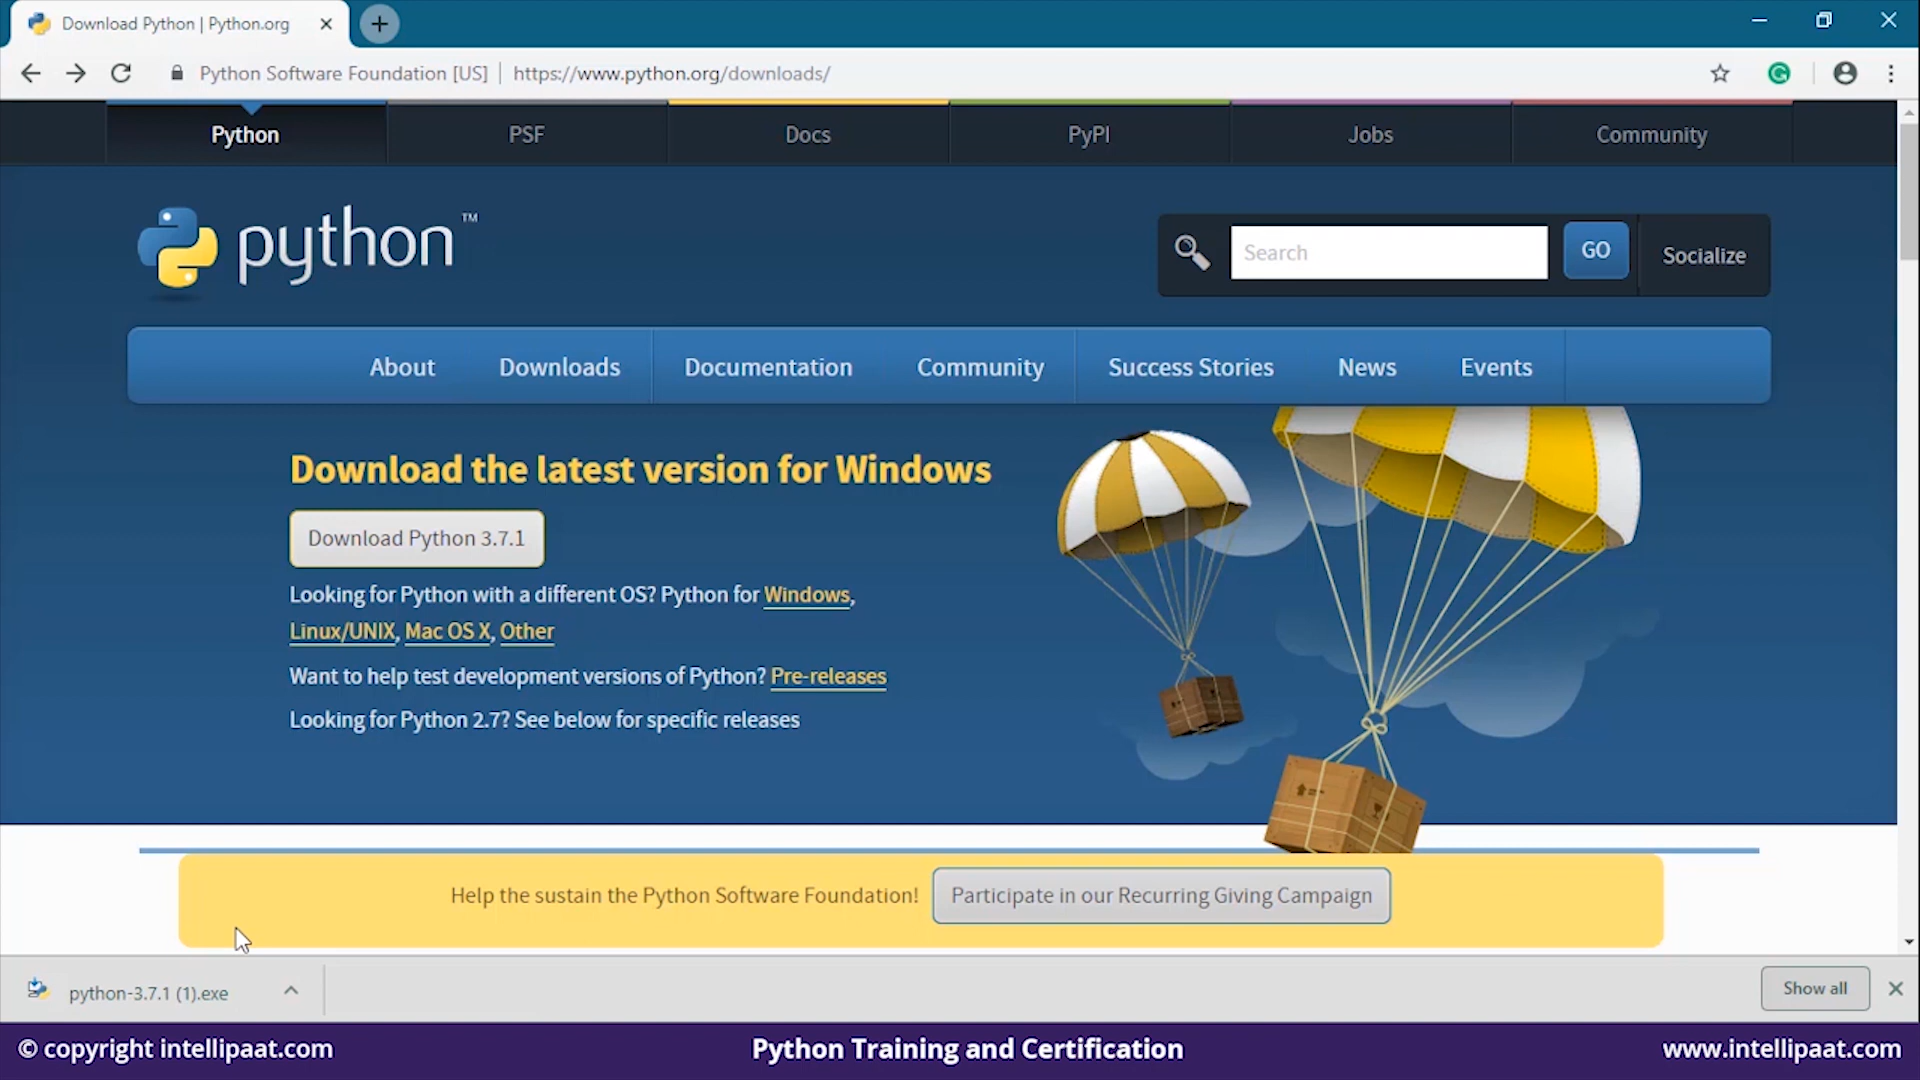 Download Python | Python.org
Python Software Foundation [US] | https://www.python.org/downloads/
Python PSF Docs PyPI Jobs Community
python™
Search GO Socialize
About Downloads Documentation Community Success Stories News Events
Download the latest version for Windows
Download Python 3.7.1
Looking for Python with a different OS? Python for Windows,
Linux/UNIX, Mac OS X, Other
Want to help test development versions of Python? Pre-releases
Looking for Python 2.7? See below for specific releases
Help the sustain the Python Software Foundation! Participate in our Recurring Giving Campaign
python-3.7.1 (1).exe Show all
© copyright intellipaat.com Python Training and Certification www.intellipaat.com